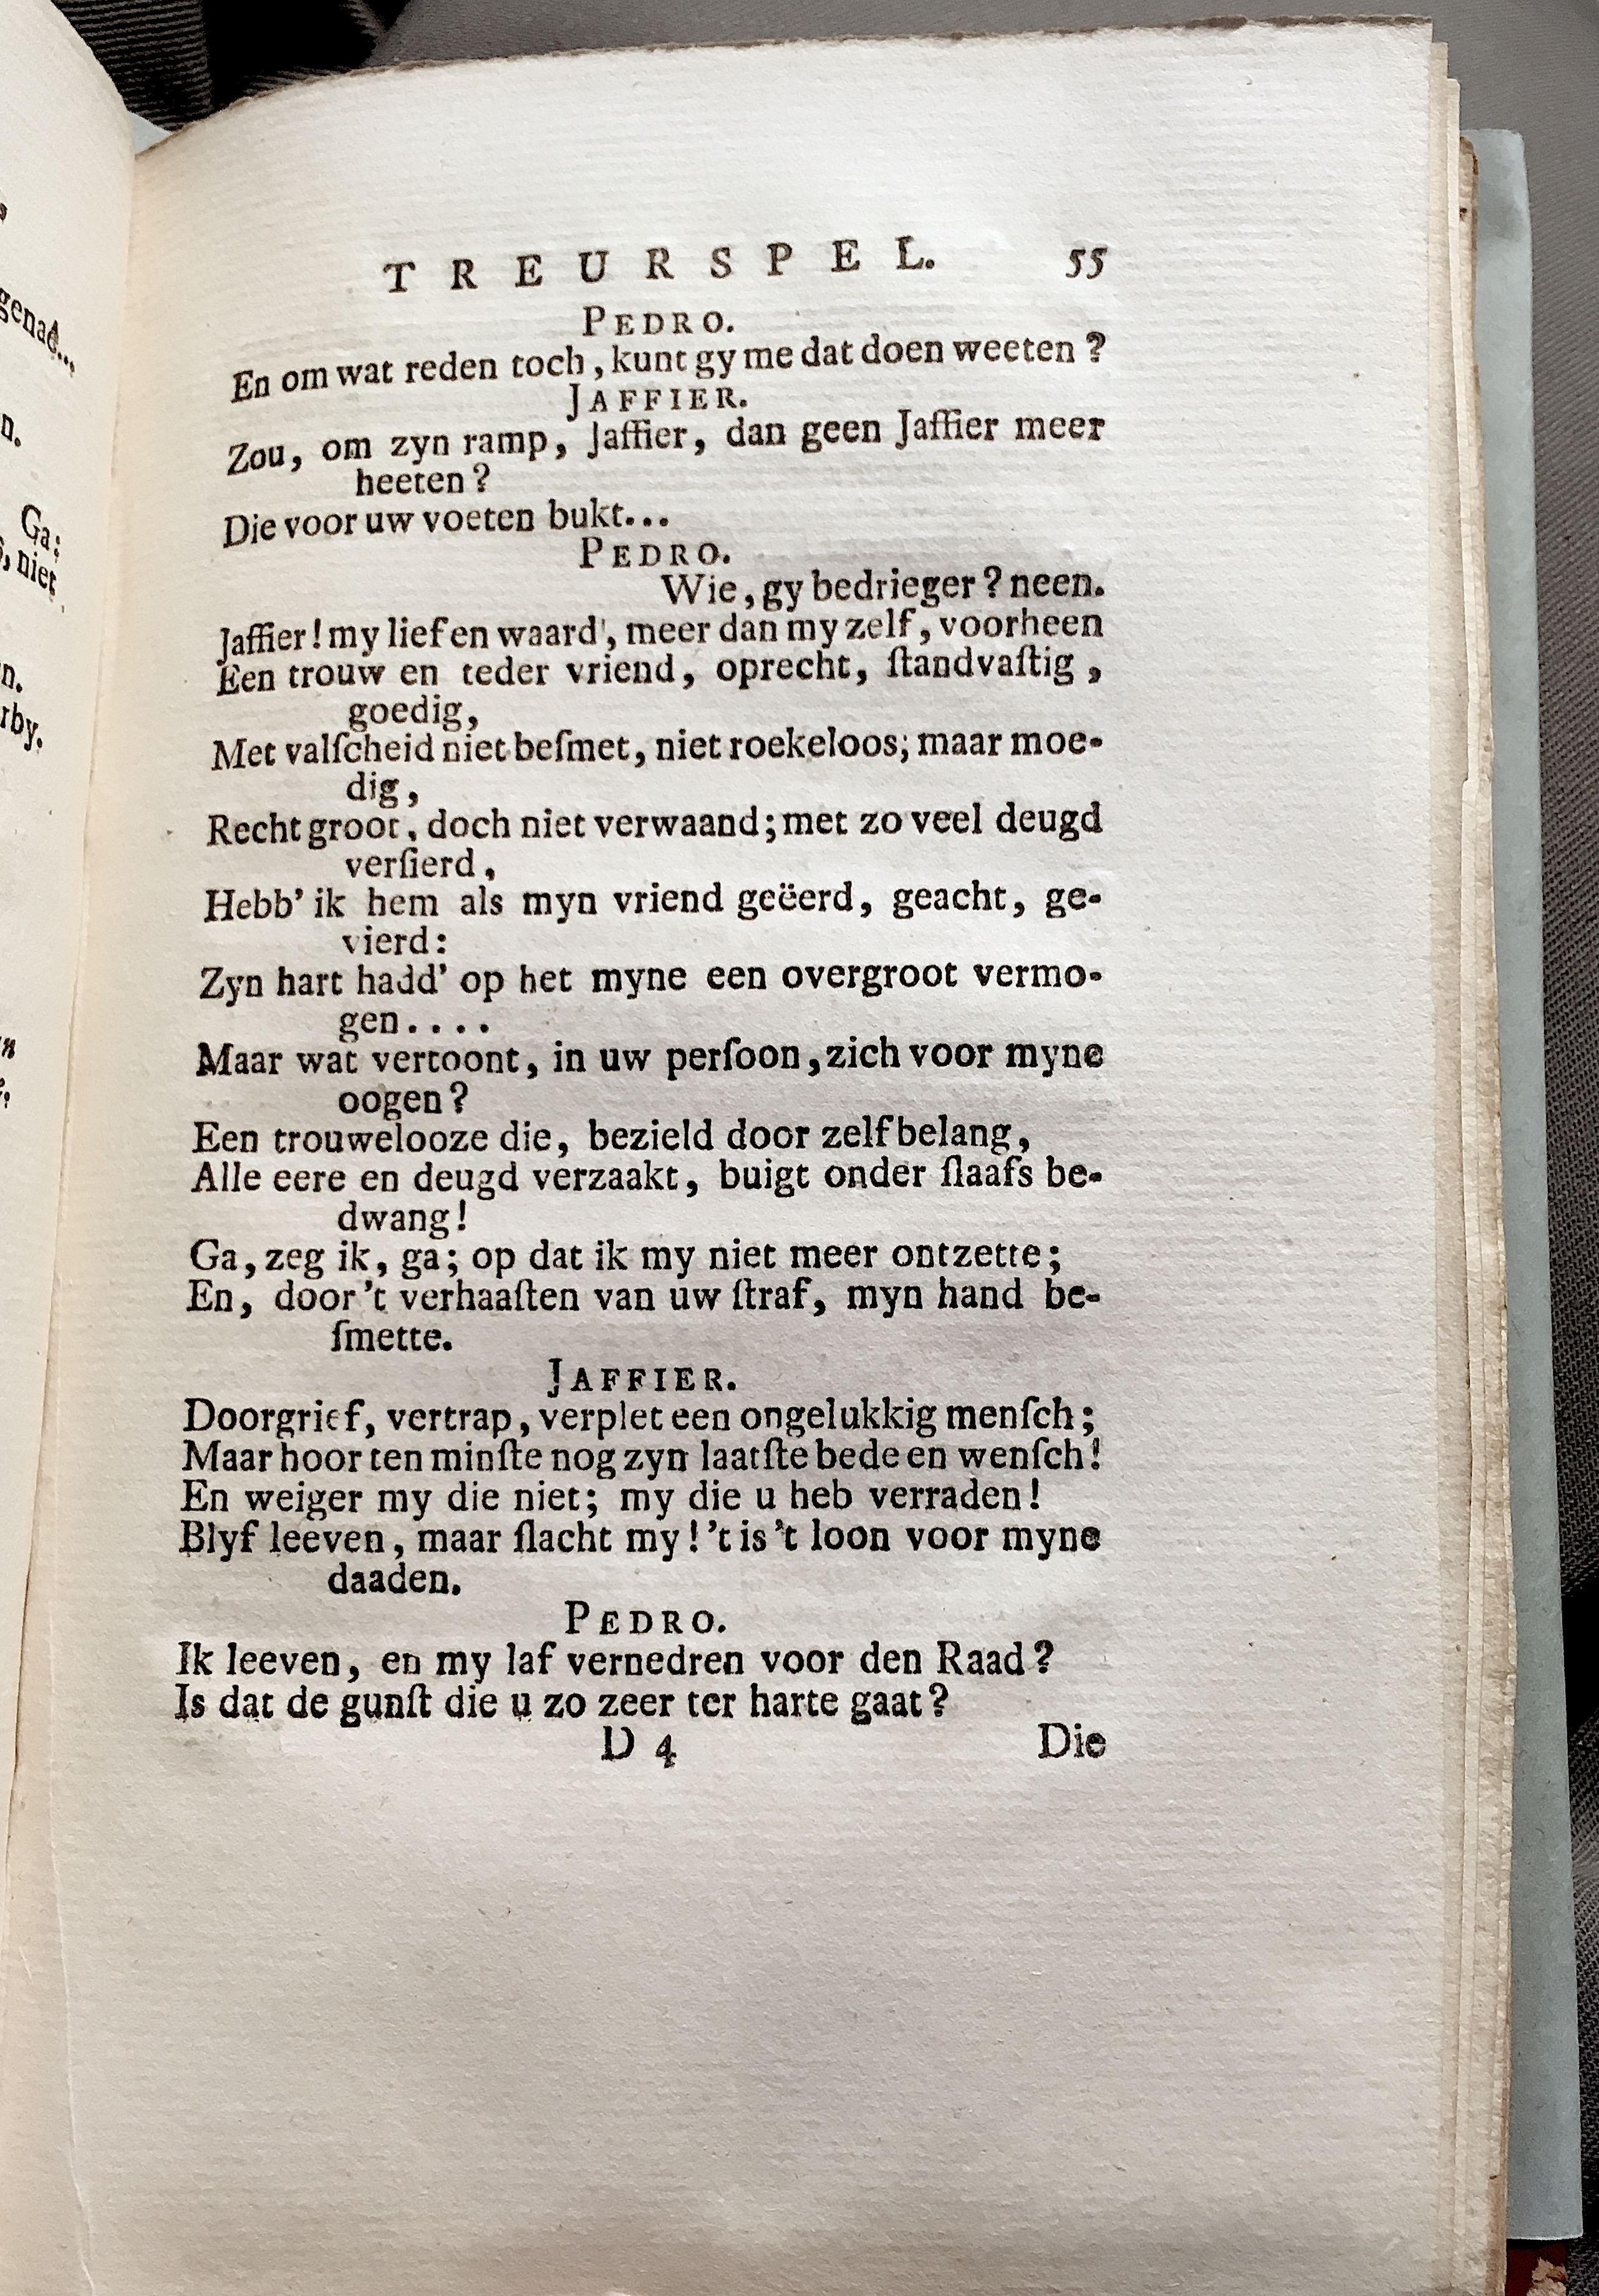 genad...,
n.
Ga:
, niet
n.
rby.
n
TREURSPEL. 55
PEDRO.
En om wat reden toch, kunt gy me dat doen weeten?
JAFFIER.
Zou, om zyn ramp, Jaffier, dan geen Jaffier meer
heeten?
Die voor uw voeten bukt...
PEDRO.
Wie, gy bedrieger? neen.
Jaffier! my lief en waard', meer dan my zelf, voorheen
Een trouw en teder vriend, oprecht, ſtandvaſtig,
goedig,
Met valſcheid niet beſmet, niet roekeloos; maar moe-
dig,
Recht groot, doch niet verwaand; met zo veel deugd
verſierd,
Hebb' ik hem als myn vriend geëerd, geacht, ge-
vierd:
Zyn hart hadd' op het myne een overgroot vermo-
gen....
Maar wat vertoont, in uw perſoon, zich voor myne
oogen?
Een trouwelooze die, bezield door zelfbelang,
Alle eere en deugd verzaakt, buigt onder ſlaafs be-
dwang!
Ga, zeg ik, ga; op dat ik my niet meer ontzette;
En, door 't verhaaſten van uw ſtraf, myn hand be-
ſmette.
JAFFIER.
Doorgrief, vertrap, verplet een ongelukkig menſch;
Maar hoor ten minſte nog zyn laatſte bede en wenſch!
En weiger my die niet; my die u heb verraden!
Blyf leeven, maar ſlacht my! 't is 't loon voor myne
daaden.
PEDRO.
Ik leeven, en my laf vernedren voor den Raad?
Is dat de gunſt die u zo zeer ter harte gaat?
D 4 Die